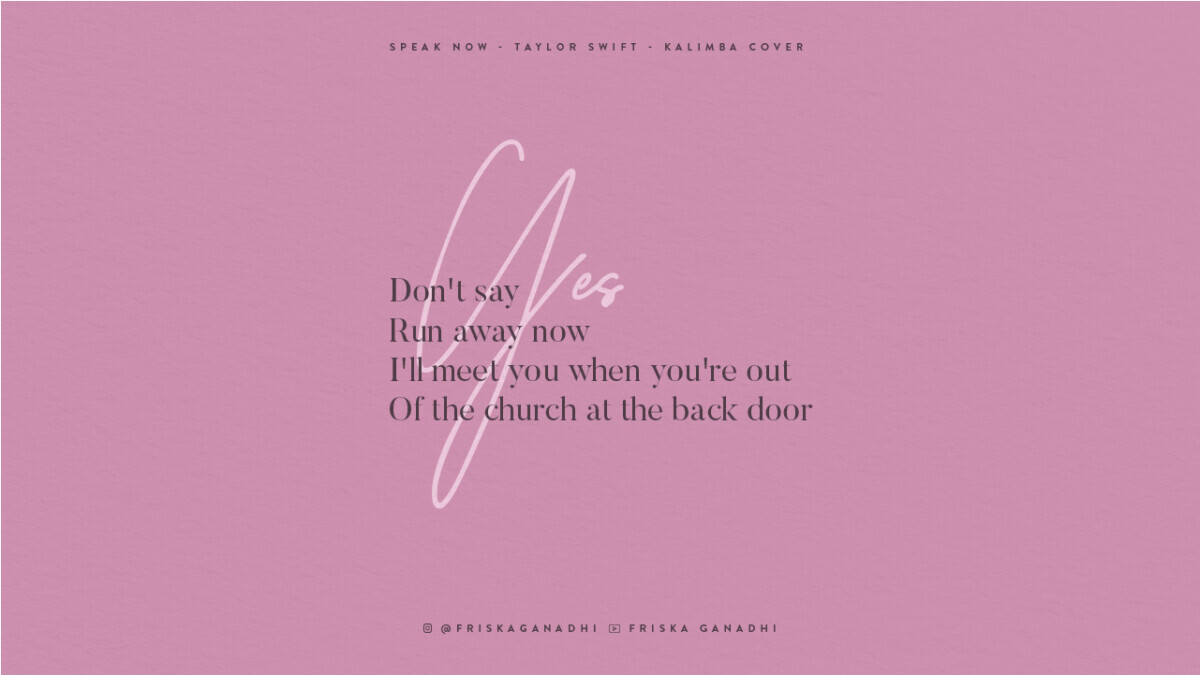 SPEAK NOW - TAYLOR SWIFT - KALIMBA COVER
Don't say Yes
Run away now
I'll meet you when you're out
Of the church at the back door
@FRISKAGANADHI FRISKA GANADHI